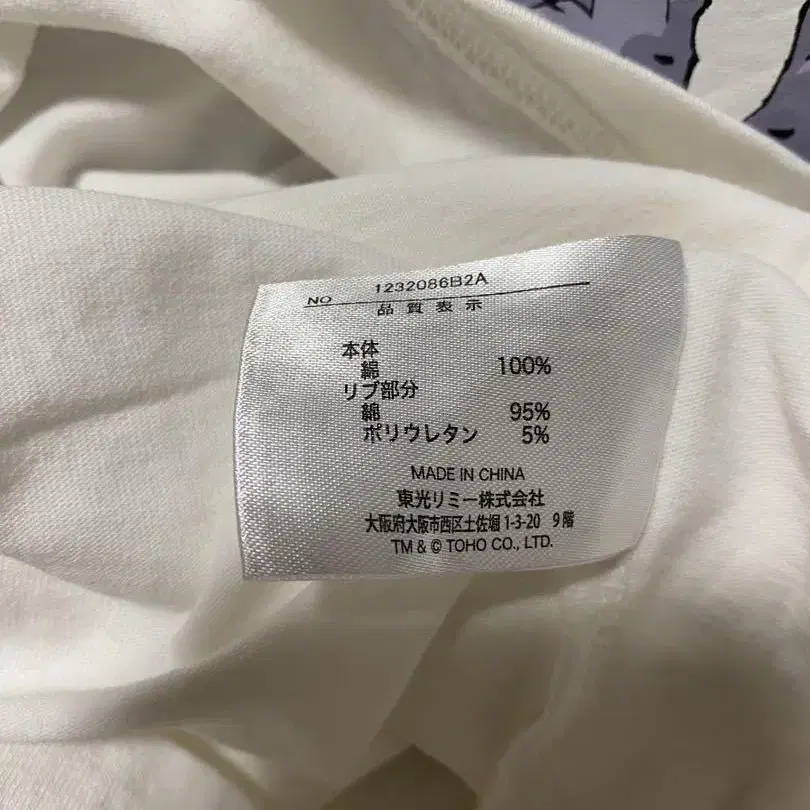 NO 1232086B2A
品質表示
本体
綿 100%
リブ部分
綿 95%
ポリウレタン 5%
MADE IN CHINA
東光リミー株式会社
大阪府大阪市西区土佐堀1-3-20 9階
TM & © TOHO CO., LTD.